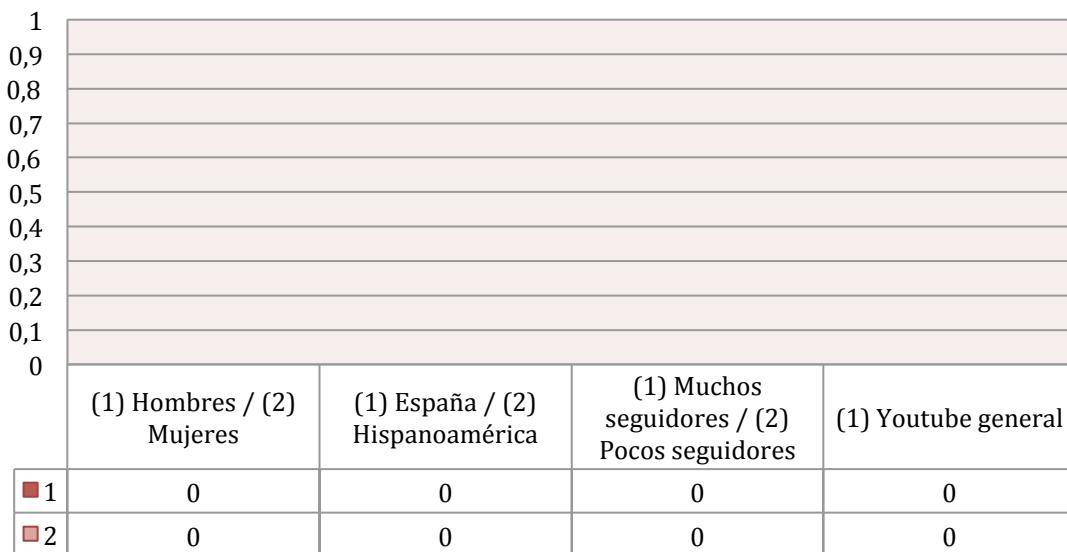 1
0,9
0,8
0,7
0,6
0,5
0,4
0,3
0,2
0,1
0
(1) Hombres / (2)
Mujeres
(1) España / (2)
Hispanoamérica
(1) Muchos
seguidores / (2)
Pocos seguidores
(1) Youtube general
1 0 0 0 0
2 0 0 0 0